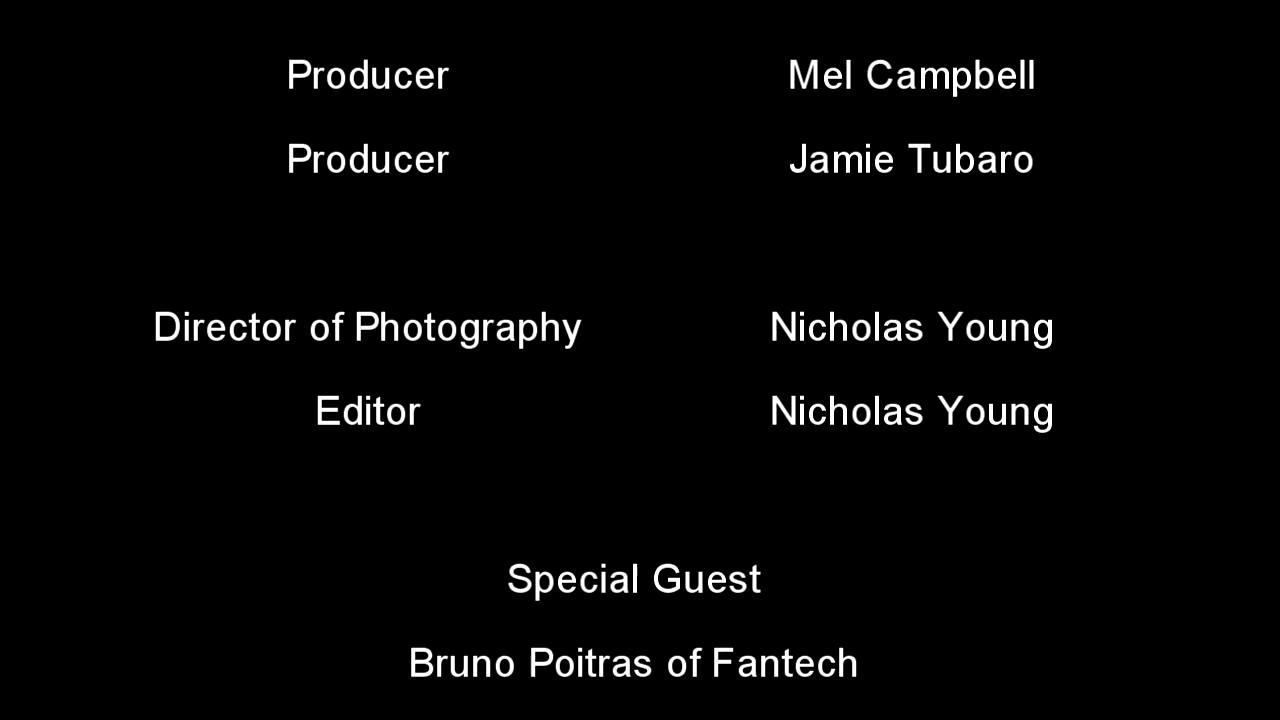 Producer Mel Campbell
Producer Jamie Tubaro
Director of Photography Nicholas Young
Editor Nicholas Young
Special Guest
Bruno Poitras of Fantech